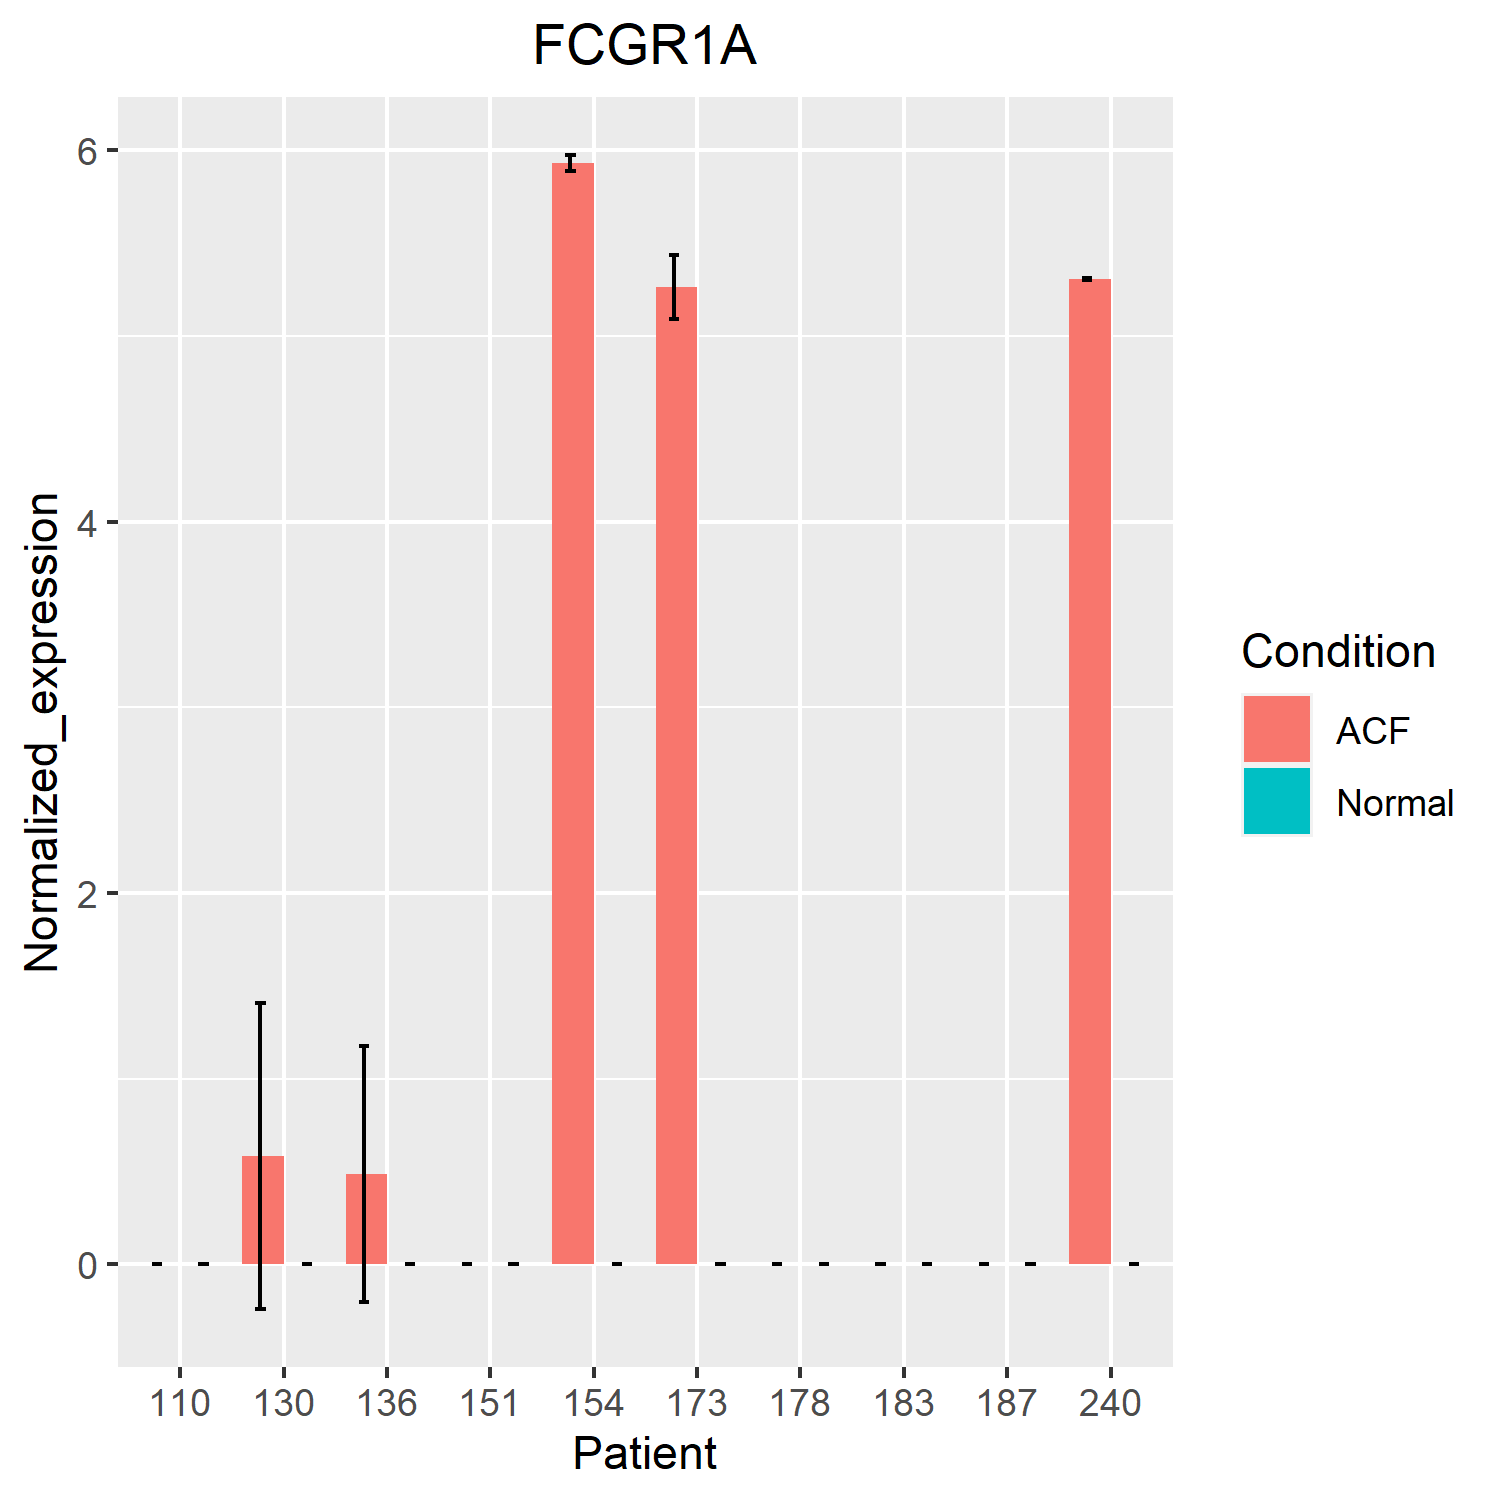 FCGR1A
Normalized_expression
6
4
2
0
110 130 136 151 154 173 178 183 187 240
Patient
Condition
ACF
Normal